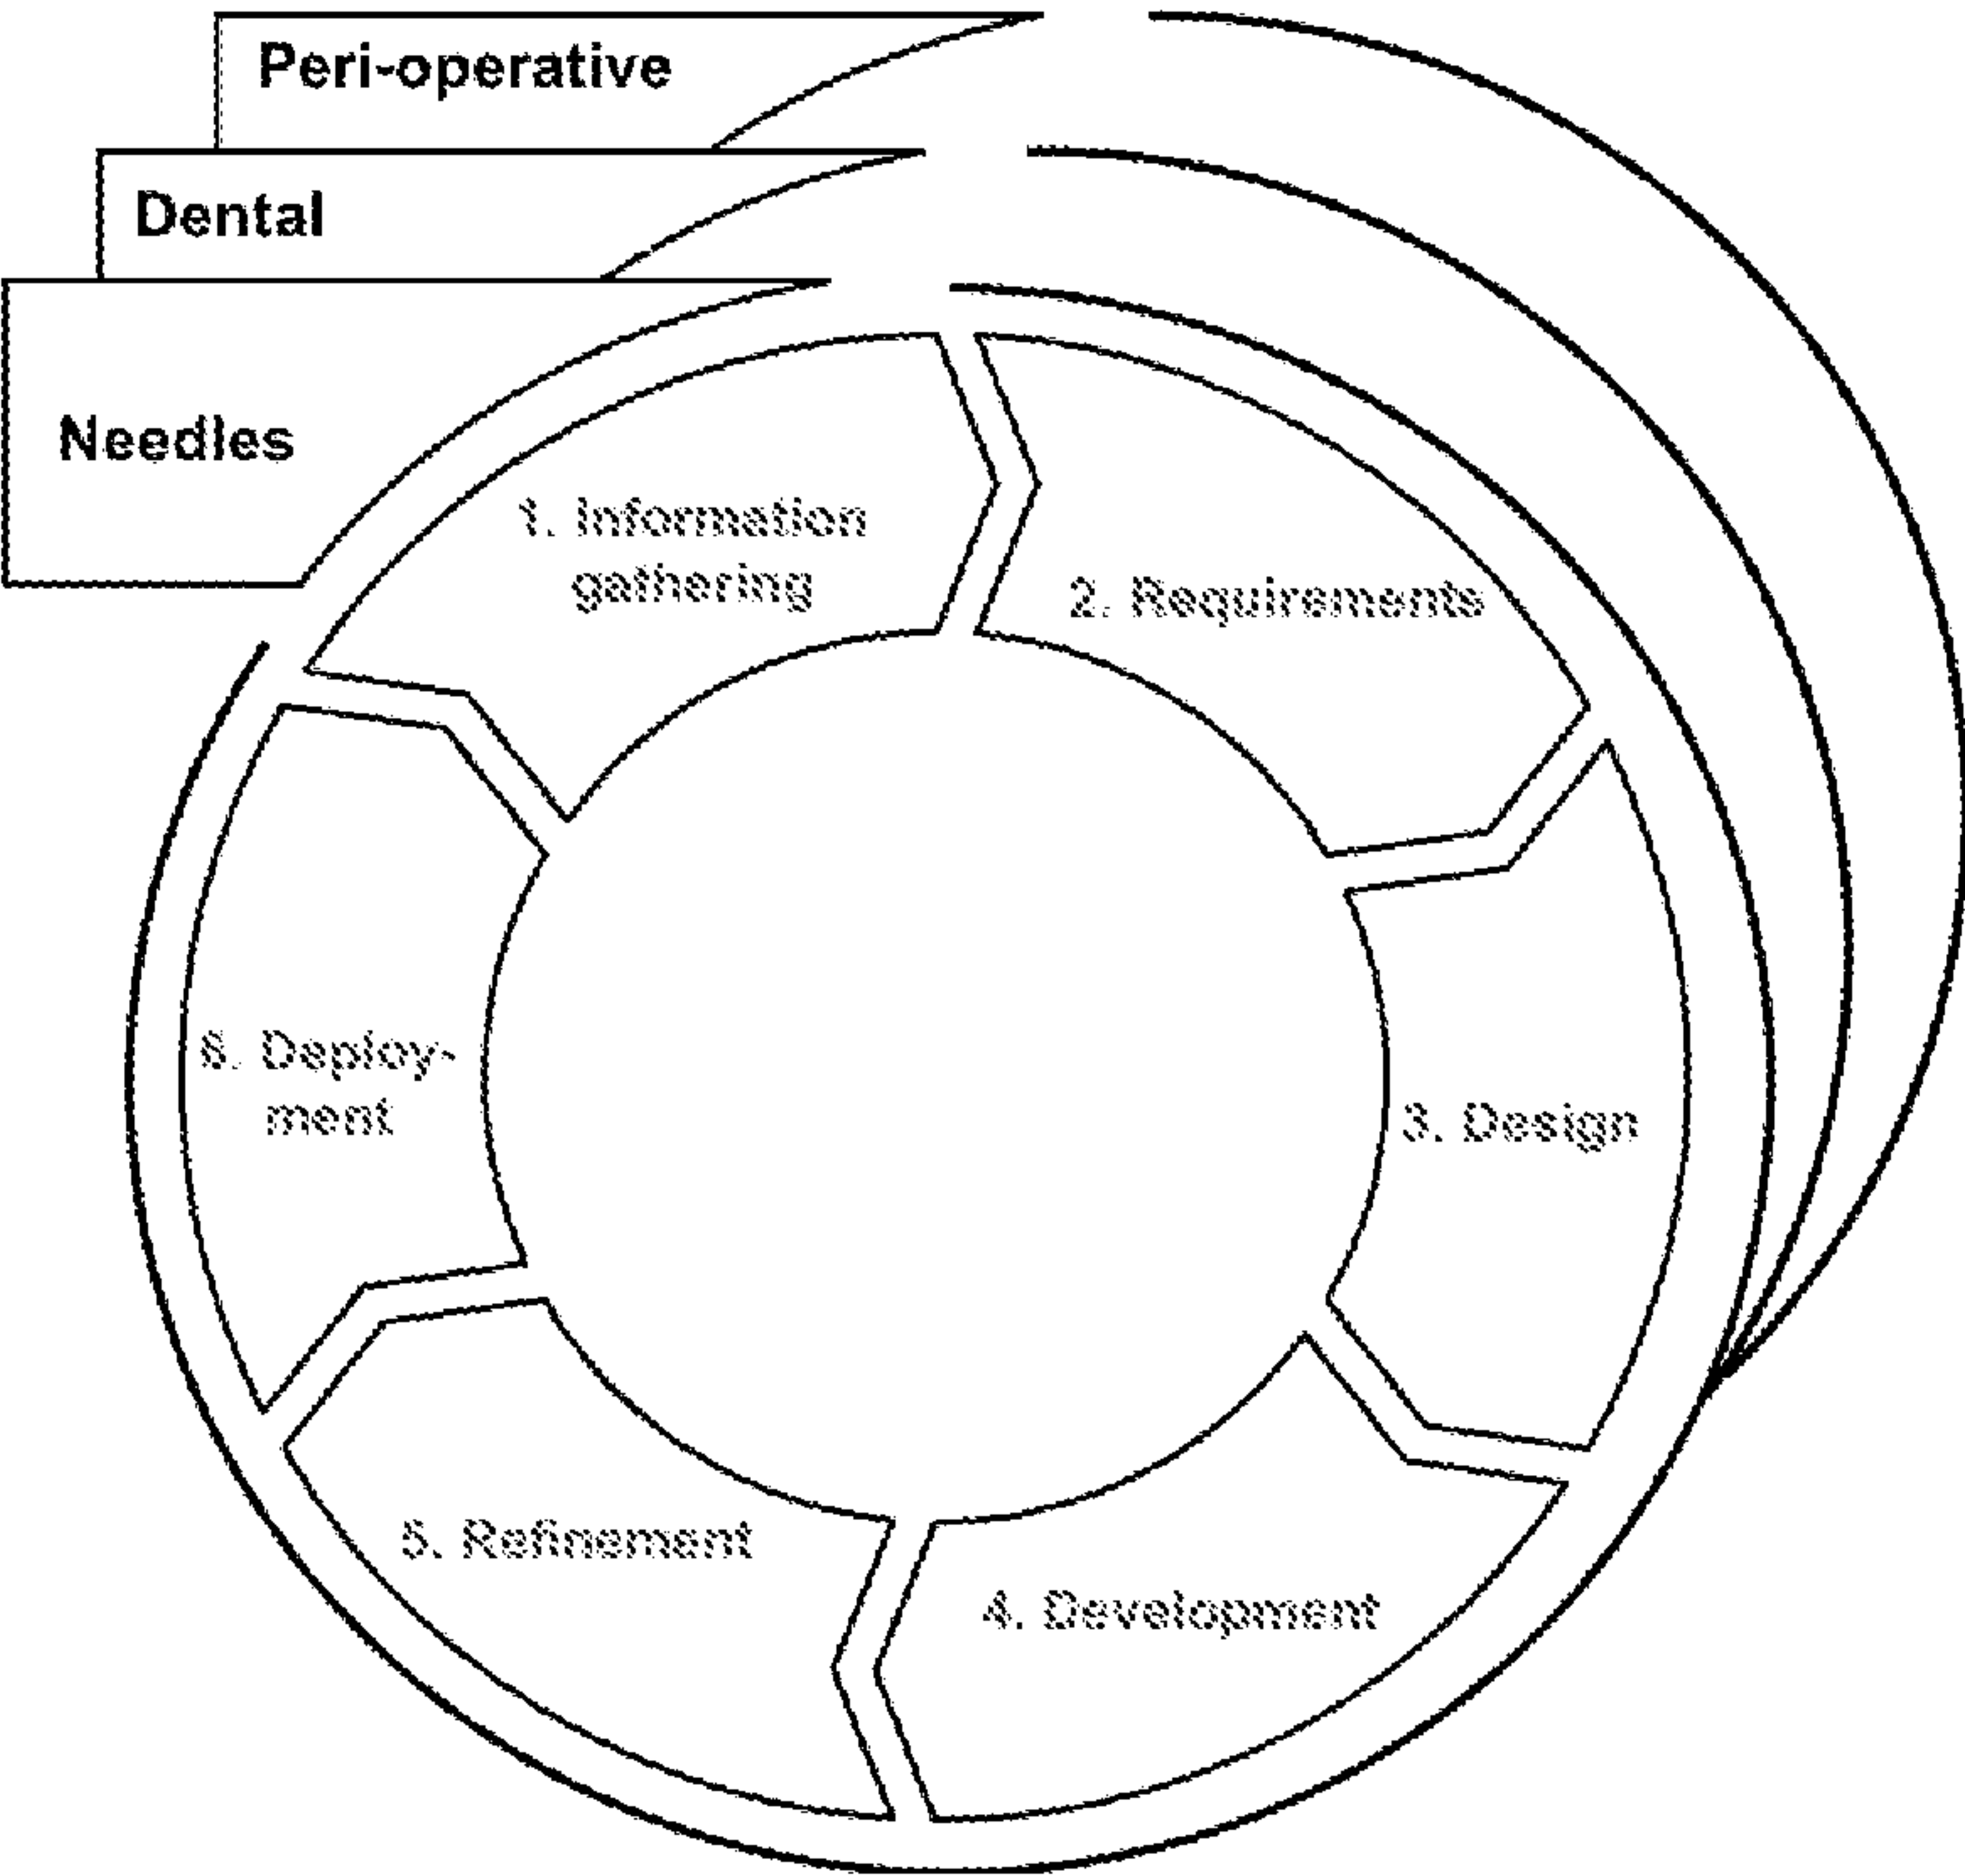 Peri-operative
Dental
Needles
1. Information
gathering
2. Requirements
3. Design
4. Development
5. Refinement
6. Deploy-
ment